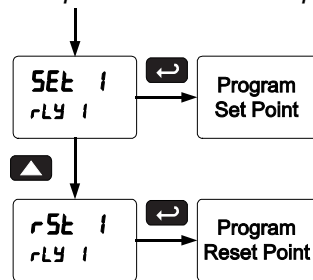 SEt 1
rLY 1
Program
Set Point
rSt 1
rLY 1
Program
Reset Point